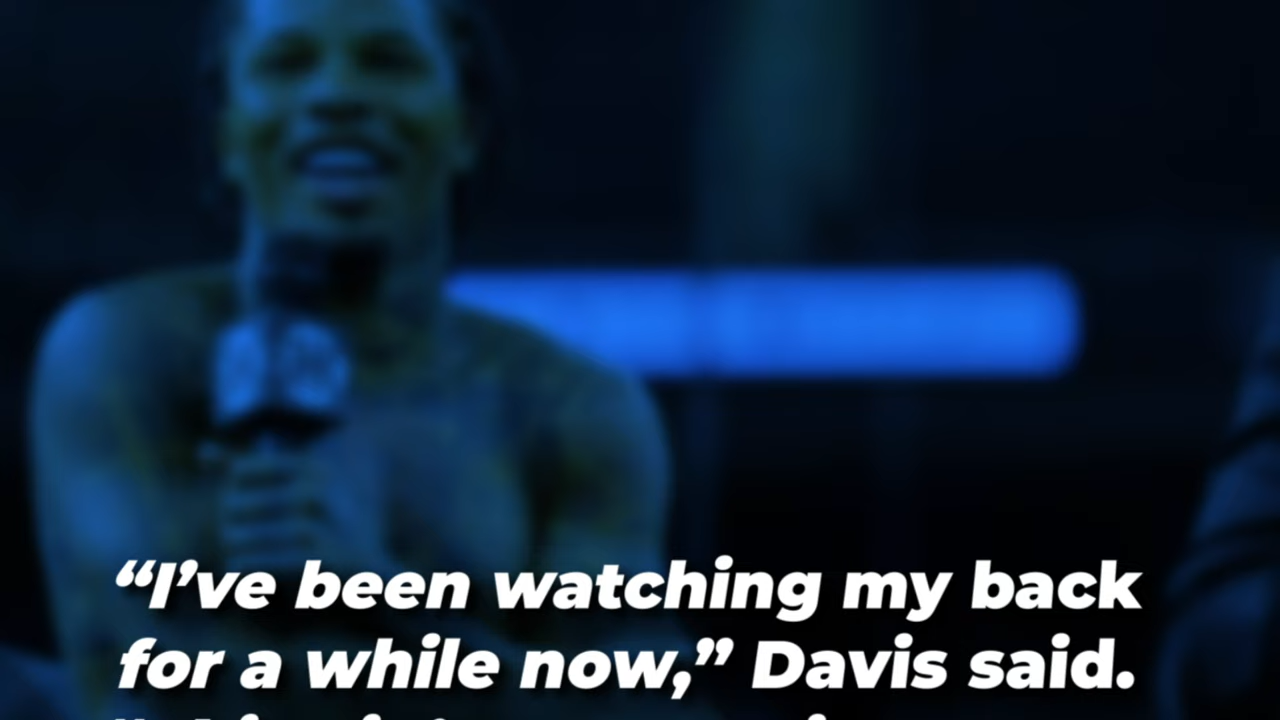 “I’ve been watching my back
for a while now,” Davis said.